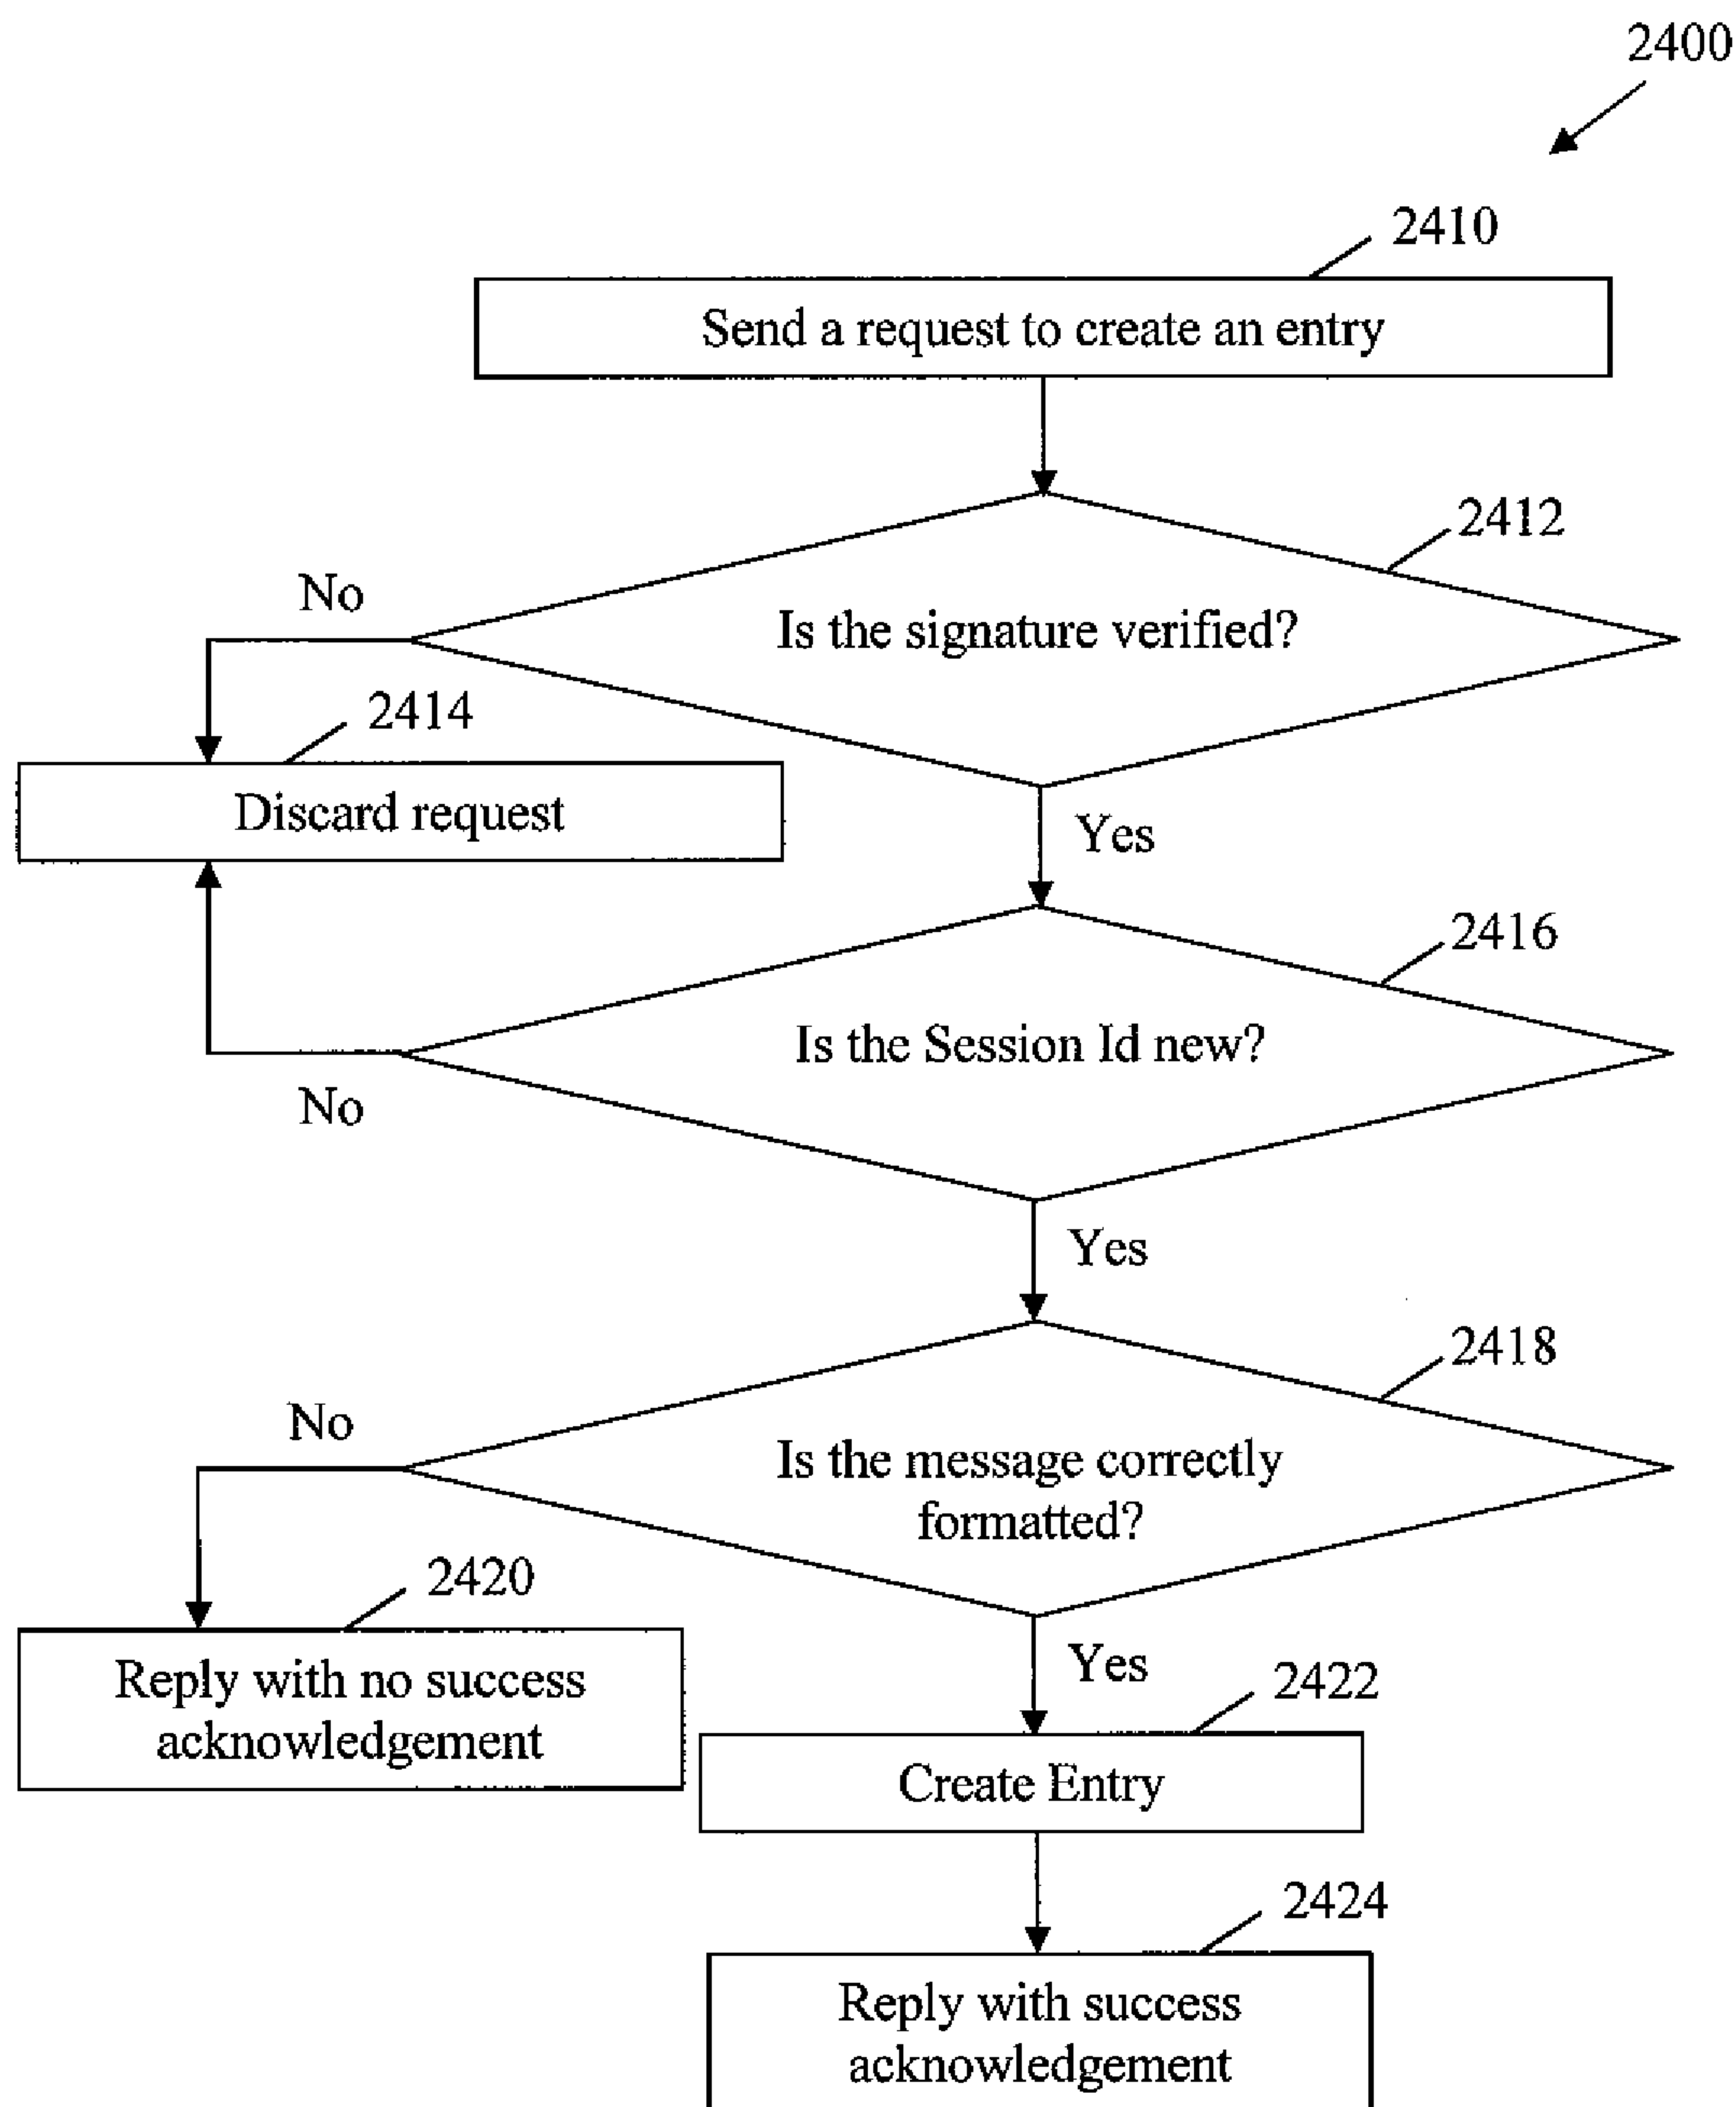 2400
2410
Send a request to create an entry
2412
No
Is the signature verified?
2414
Discard request
Yes
2416
Is the Session Id new?
No
Yes
2418
No
Is the message correctly
formatted?
2420
Reply with no success
acknowledgement
Yes
2422
Create Entry
2424
Reply with success
acknowledgement